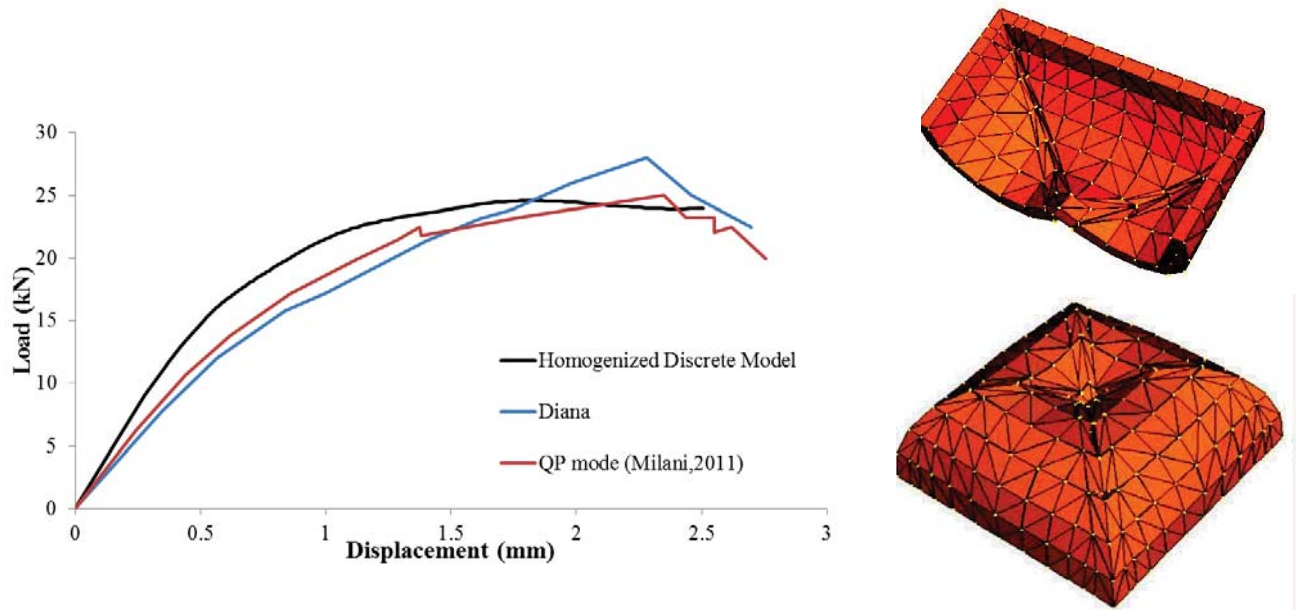 30
25
20
15
10
5
0
Load (kN)
Homogenized Discrete Model
Diana
QP mode (Milani,2011)
0 0.5 1 1.5 2 2.5 3
Displacement (mm)